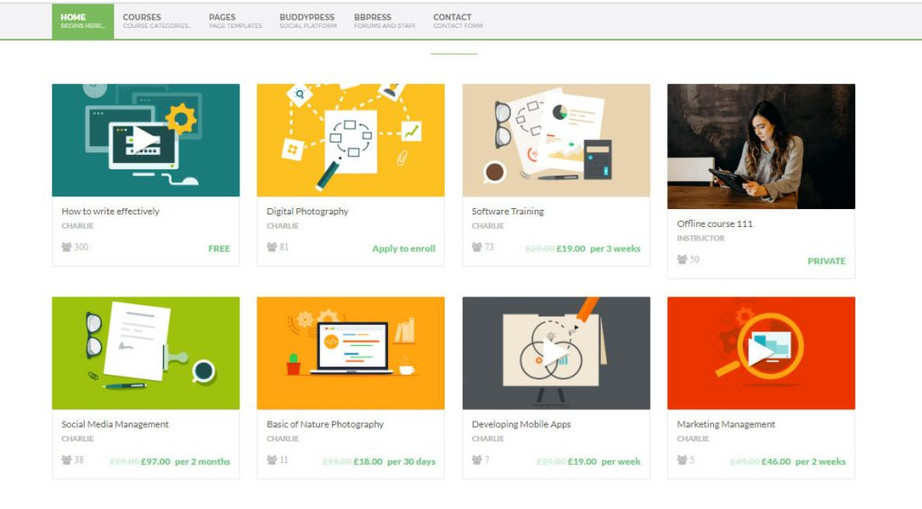 HOME
BEGINS HERE..
COURSES
COURSE CATEGORIES..
PAGES
PAGE TEMPLATES
BUDDYPRESS
SOCIAL PLATFORM
BBPRESS
FORUMS AND STAFF
CONTACT
CONTACT FORM
How to write effectively
CHARLIE
300 FREE
Digital Photography
CHARLIE
81 Apply to enroll
Software Training
CHARLIE
73 £29.00 £19.00 per 3 weeks
Offline course 111
INSTRUCTOR
50 PRIVATE
Social Media Management
CHARLIE
38 £99.00 £97.00 per 2 months
Basic of Nature Photography
CHARLIE
11 £19.00 £18.00 per 30 days
Developing Mobile Apps
CHARLIE
7 £29.00 £19.00 per week
Marketing Management
CHARLIE
5 £49.00 £46.00 per 2 weeks